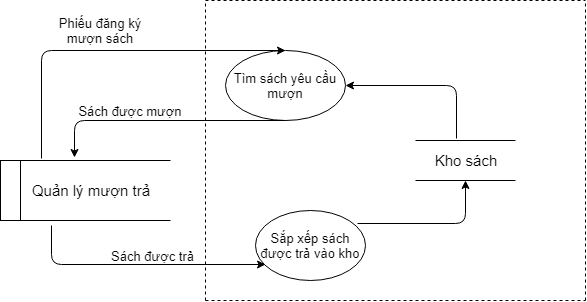 Phiếu đăng ký
mượn sách
Tìm sách yêu cầu
mượn
Sách được mượn
Kho sách
Quản lý mượn trả
Sắp xếp sách
được trả vào kho
Sách được trả